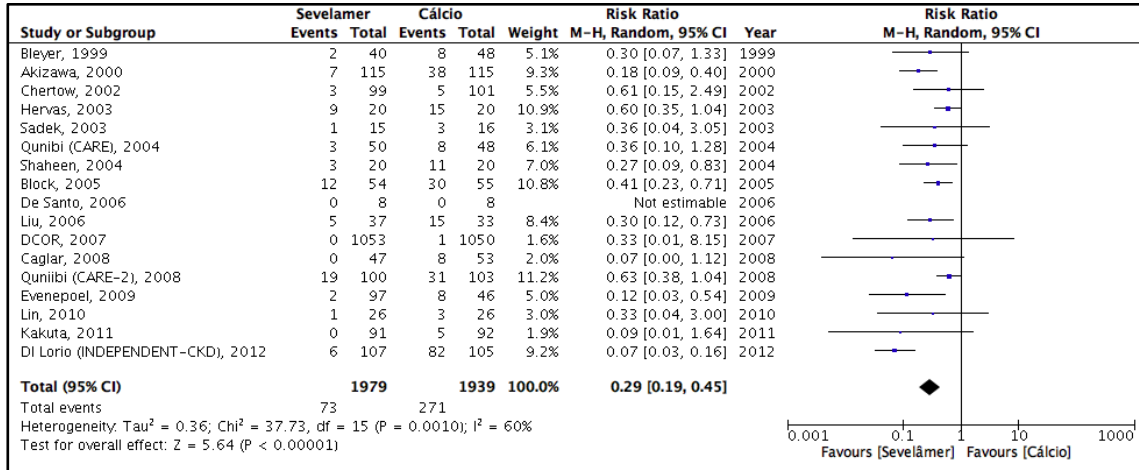 Sevelamer Cálcio Risk Ratio Risk Ratio
Study or Subgroup Events Total Events Total Weight M-H, Random, 95% CI Year M-H, Random, 95% CI
Bleyer, 1999 2 40 8 48 5.1% 0.30 [0.07, 1.33] 1999
Akizawa, 2000 7 115 38 115 9.3% 0.18 [0.09, 0.40] 2000
Chertow, 2002 3 99 5 101 5.5% 0.61 [0.15, 2.49] 2002
Hervas, 2003 9 20 15 20 10.9% 0.60 [0.35, 1.04] 2003
Sadek, 2003 1 15 3 16 3.1% 0.36 [0.04, 3.05] 2003
Qunibi (CARE), 2004 3 50 8 48 6.1% 0.36 [0.10, 1.28] 2004
Shaheen, 2004 3 20 11 20 7.0% 0.27 [0.09, 0.83] 2004
Block, 2005 12 54 30 55 10.8% 0.41 [0.23, 0.71] 2005
De Santo, 2006 0 8 0 8 Not estimable 2006
Liu, 2006 5 37 15 33 8.4% 0.30 [0.12, 0.73] 2006
DCOR, 2007 0 1053 1 1050 1.6% 0.33 [0.01, 8.15] 2007
Caglar, 2008 0 47 8 53 2.0% 0.07 [0.00, 1.12] 2008
Quniibi (CARE-2), 2008 19 100 31 103 11.2% 0.63 [0.38, 1.04] 2008
Evenepoel, 2009 2 97 8 46 5.0% 0.12 [0.03, 0.54] 2009
Lin, 2010 1 26 3 26 3.0% 0.33 [0.04, 3.00] 2010
Kakuta, 2011 0 91 5 92 1.9% 0.09 [0.01, 1.64] 2011
DI Lorio (INDEPENDENT-CKD), 2012 6 107 82 105 9.2% 0.07 [0.03, 0.16] 2012
Total (95% CI) 1979 1939 100.0% 0.29 [0.19, 0.45]
Total events 73 271
Heterogeneity: Tau² = 0.36; Chi² = 37.73, df = 15 (P = 0.0010); I² = 60%
Test for overall effect: Z = 5.64 (P < 0.00001)
0.001 0.1 1 10 1000
Favours [Sevelâmer] Favours [Cálcio]